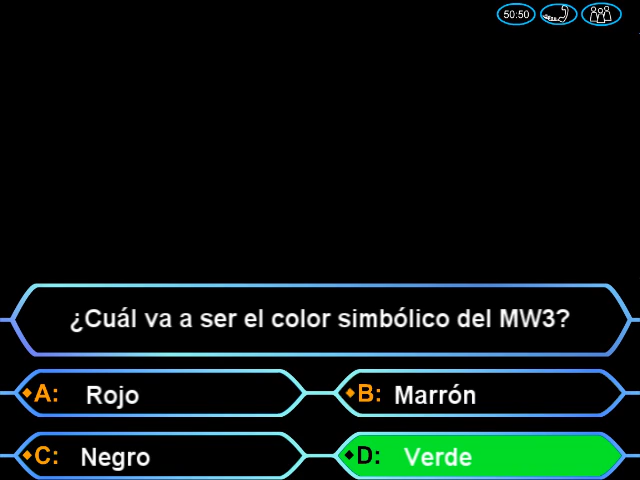 50:50
¿Cuál va a ser el color simbólico del MW3?
A: Rojo
B: Marrón
C: Negro
D: Verde